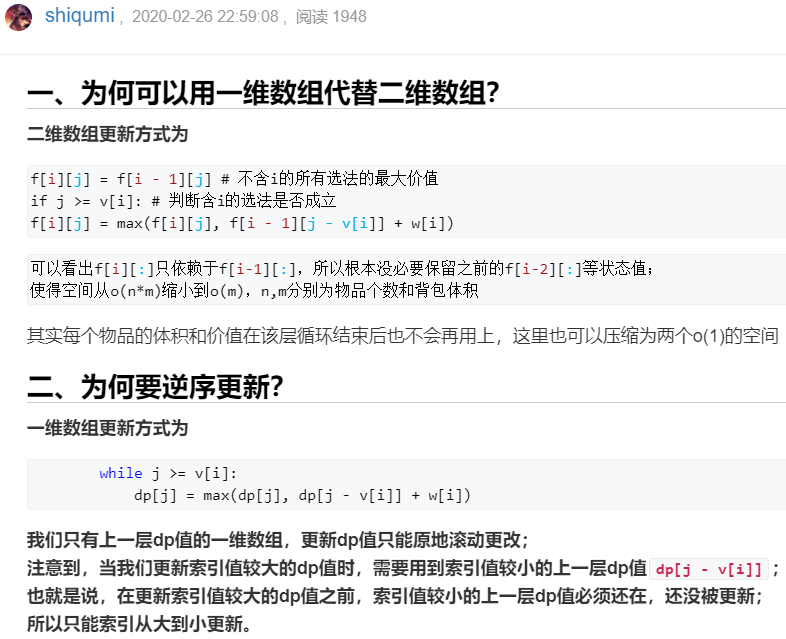 shiqumi , 2020-02-26 22:59:08 , 阅读 1948
一、为何可以用一维数组代替二维数组?
二维数组更新方式为
f[i][j] = f[i - 1][j] # 不含i的所有选法的最大价值
if j >= v[i]: # 判断含i的选法是否成立
f[i][j] = max(f[i][j], f[i - 1][j - v[i]] + w[i])
可以看出f[i][:]只依赖于f[i-1][:]，所以根本没必要保留之前的f[i-2][:]等状态值；
使得空间从o(n*m)缩小到o(m)，n,m分别为物品个数和背包体积
其实每个物品的体积和价值在该层循环结束后也不会再用上，这里也可以压缩为两个o(1)的空间
二、为何要逆序更新?
一维数组更新方式为
while j >= v[i]:
dp[j] = max(dp[j], dp[j - v[i]] + w[i])
我们只有上一层dp值的一维数组，更新dp值只能原地滚动更改；
注意到，当我们更新索引值较大的dp值时，需要用到索引值较小的上一层dp值 dp[j - v[i]] ；
也就是说，在更新索引值较大的dp值之前，索引值较小的上一层dp值必须还在，还没被更新；
所以只能索引从大到小更新。